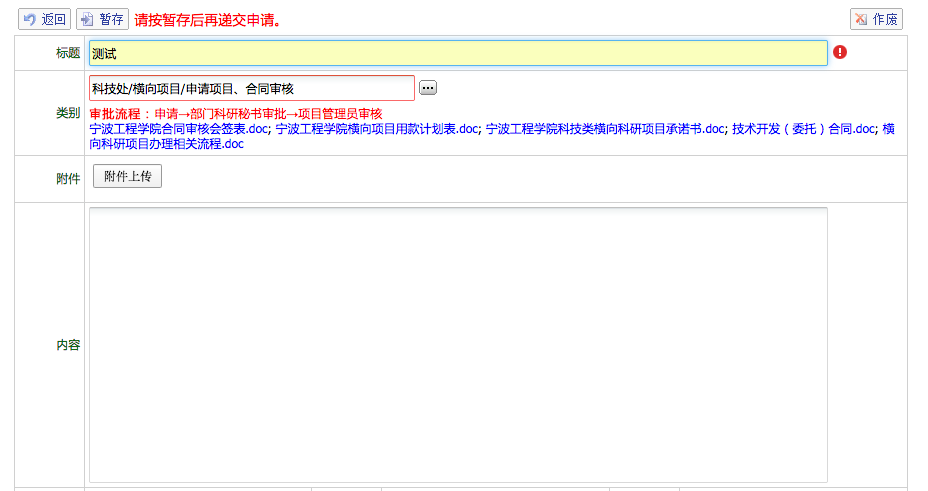 返回 暂存 请按暂存后再递交申请。 作废
标题 测试
科技处/横向项目/申请项目、合同审核 ...
类别
审批流程：申请→部门科研秘书审批→项目管理员审核
宁波工程学院合同审核会签表.doc; 宁波工程学院横向项目用款计划表.doc; 宁波工程学院科技类横向科研项目承诺书.doc; 技术开发（委托）合同.doc; 横
向科研项目办理相关流程.doc
附件 附件上传
内容